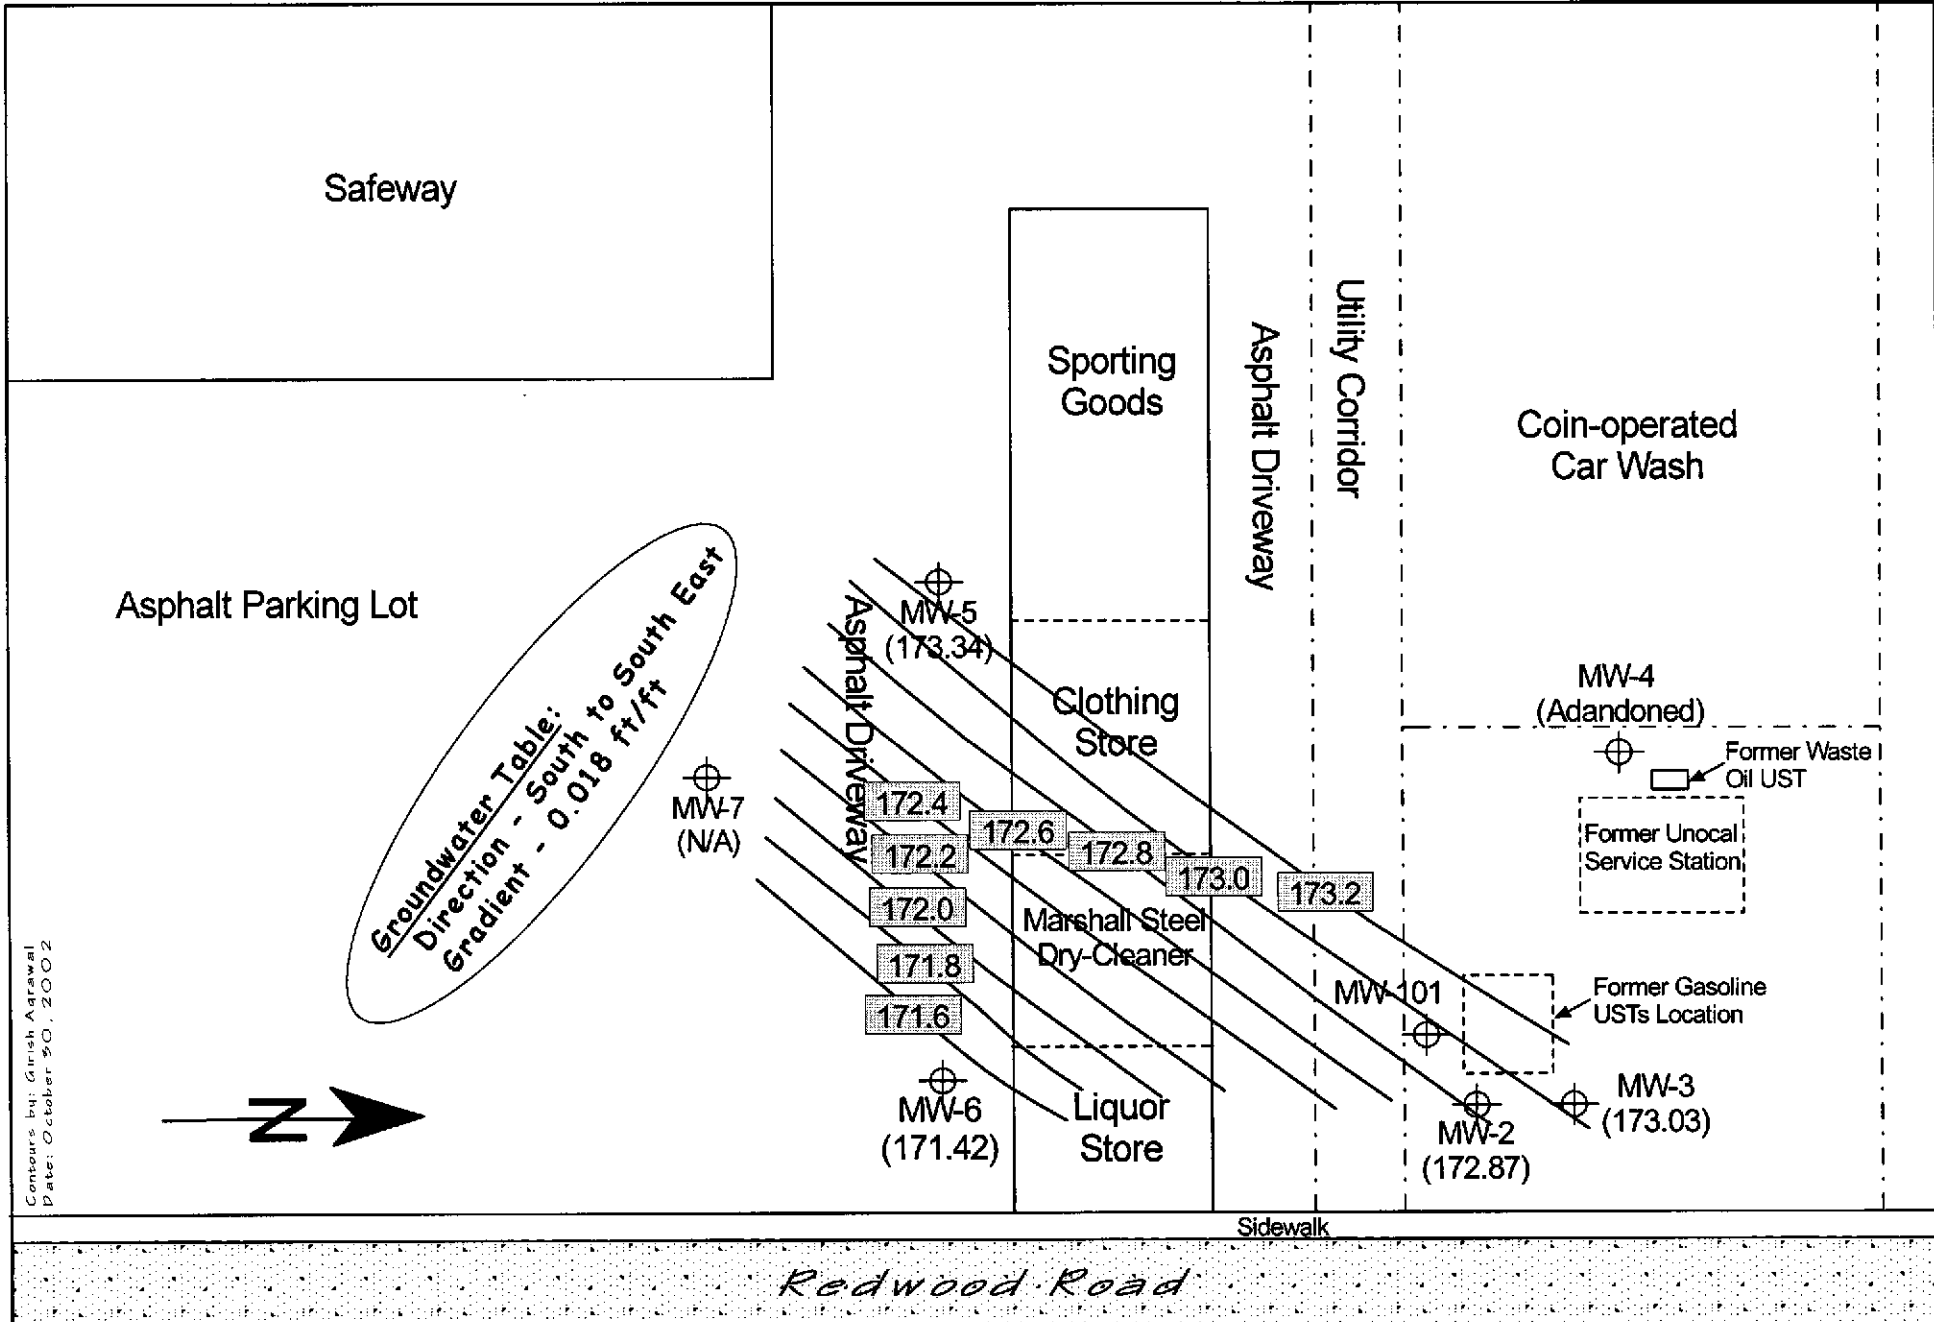 Safeway
Sporting
Goods
Asphalt Driveway
Utility Corridor
Coin-operated
Car Wash
Asphalt Parking Lot
Groundwater Table:
Direction - South to South East
Gradient - 0.018 ft/ft
Asphalt Driveway
MW-5
(173.34)
Clothing
Store
MW-4
(Adandoned)
Former Waste
Oil UST
MW-7
(N/A)
172.4
172.6
172.8
173.0
173.2
172.2
172.0
171.8
171.6
Former Unocal
Service Station
Marshall Steel
Dry-Cleaner
MW-101
Former Gasoline
USTs Location
MW-3
(173.03)
MW-2
(172.87)
MW-6
(171.42)
Liquor
Store
N
Contours by: Girish Agrawal
Date: October 30, 2002
Sidewalk
Redwood Road